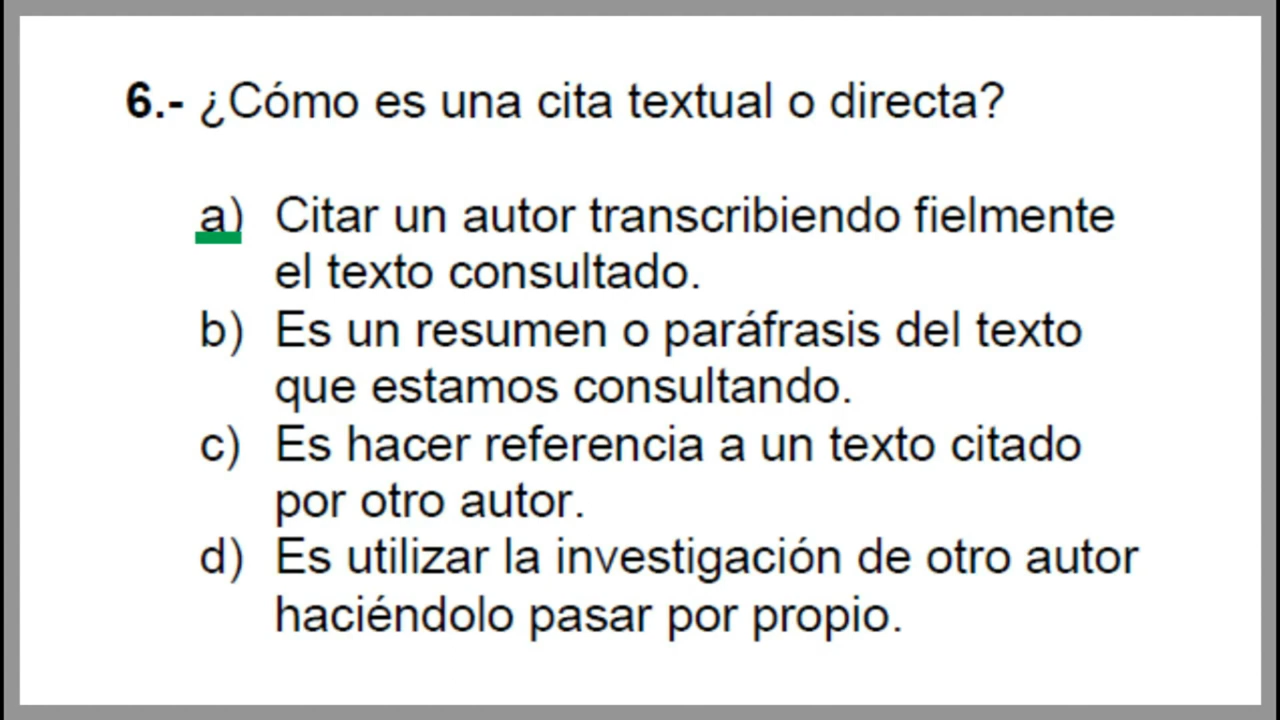 6.- ¿Cómo es una cita textual o directa?
a) Citar un autor transcribiendo fielmente
el texto consultado.
b) Es un resumen o paráfrasis del texto
que estamos consultando.
c) Es hacer referencia a un texto citado
por otro autor.
d) Es utilizar la investigación de otro autor
haciéndolo pasar por propio.